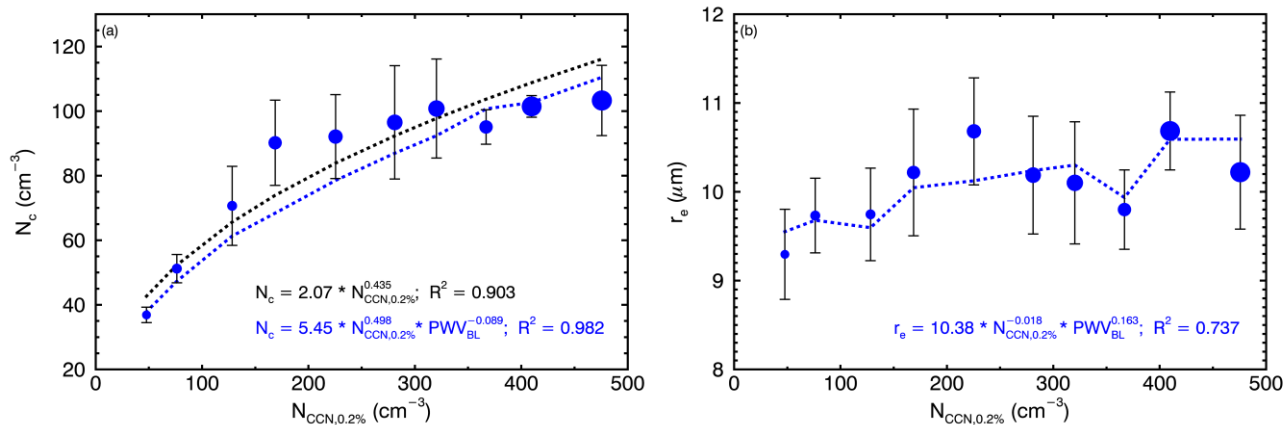 (a)
120
100
80
60
40
20
0
100
200
300
400
500
N_c (cm^-3)
N_CCN,0.2% (cm^-3)
N_c = 2.07 * N_CCN,0.2%^0.435; R^2 = 0.903
N_c = 5.45 * N_CCN,0.2%^0.498 * PWV_BL^-0.089; R^2 = 0.982
(b)
12
11
10
9
8
0
100
200
300
400
500
r_e (μm)
N_CCN,0.2% (cm^-3)
r_e = 10.38 * N_CCN,0.2%^-0.018 * PWV_BL^0.163; R^2 = 0.737